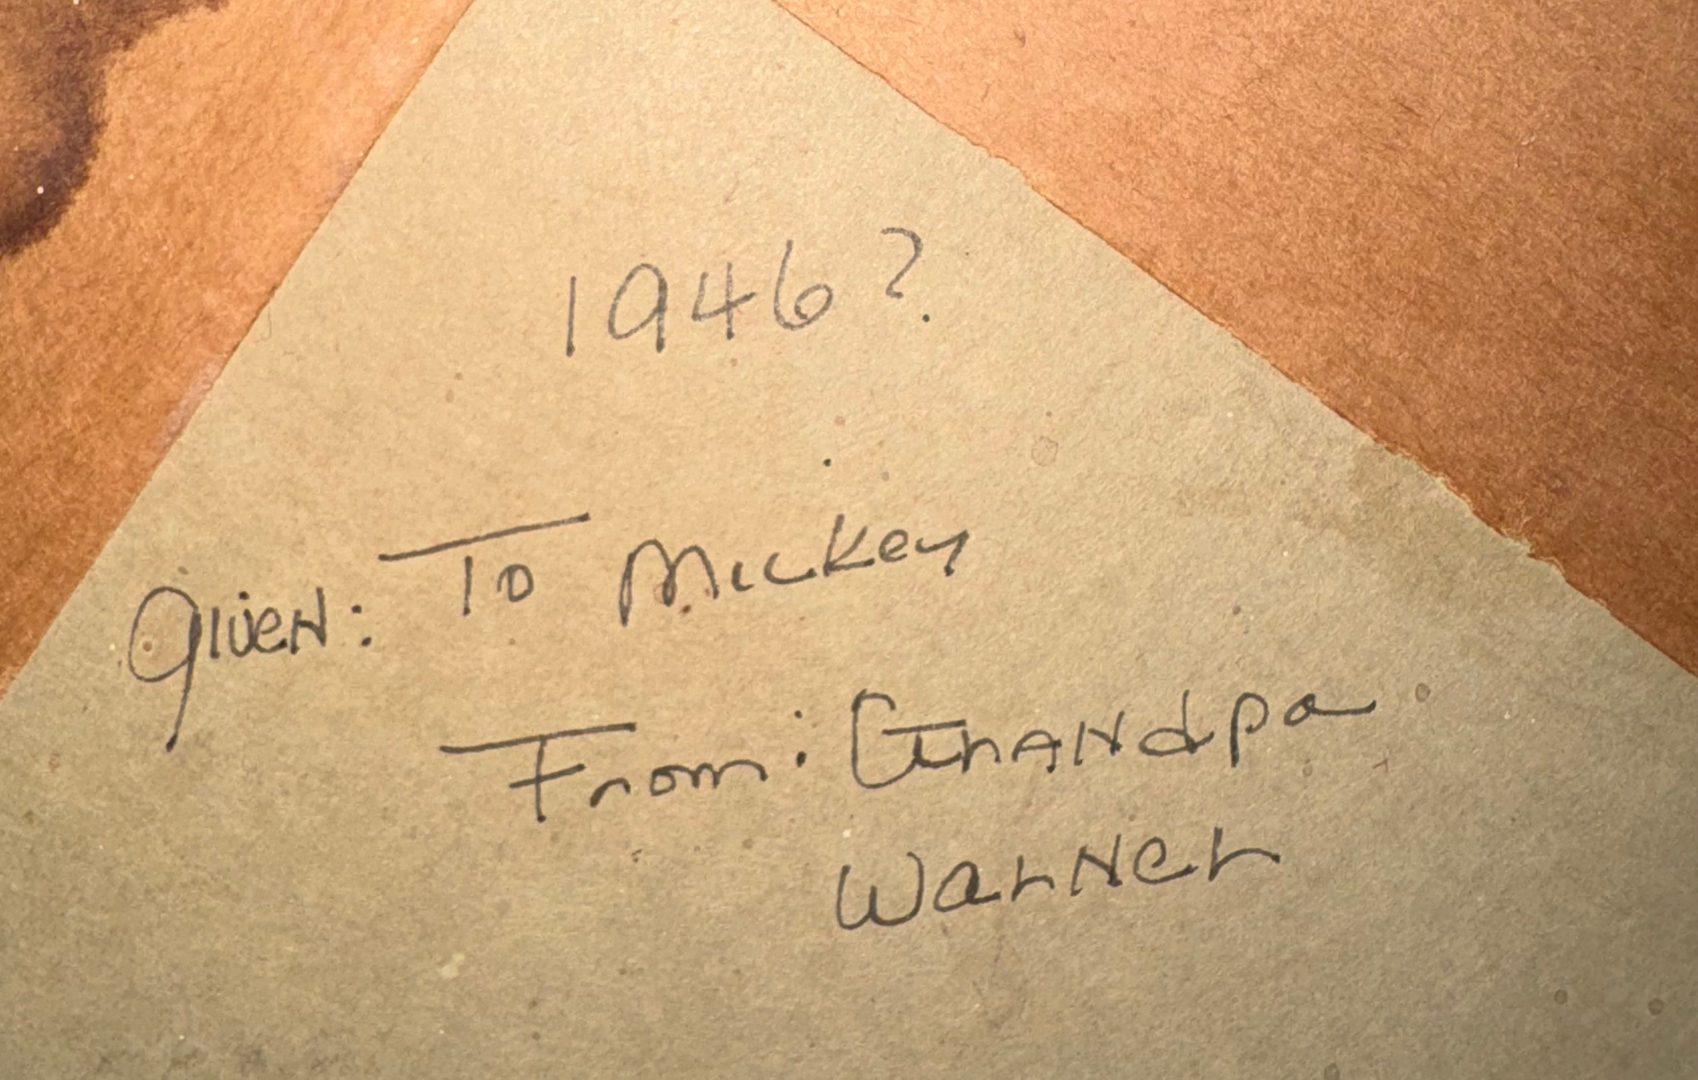 1946?
Given: To Mickey
From: Grandpa
Warner